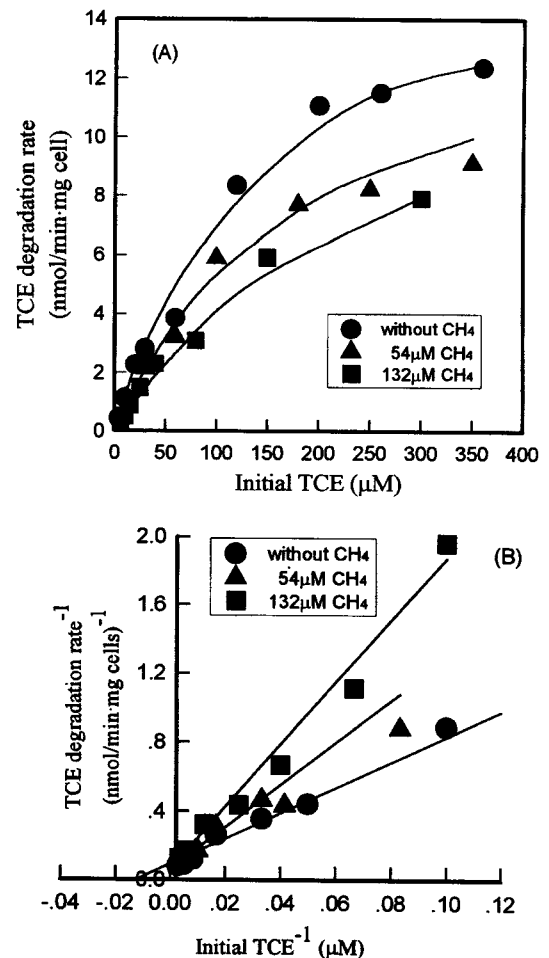 (A)
TCE degradation rate
(nmol/min·mg cell)
14
12
10
8
6
4
2
0
without CH₄
54μM CH₄
132μM CH₄
0 50 100 150 200 250 300 350 400
Initial TCE (μM)
(B)
TCE degradation rate⁻¹
(nmol/min·mg cells)⁻¹
2.0
1.6
1.2
.8
.4
0.0
without CH₄
54μM CH₄
132μM CH₄
-.04 -.02 0.00 .02 .04 .06 .08 .10 0.12
Initial TCE⁻¹ (μM)